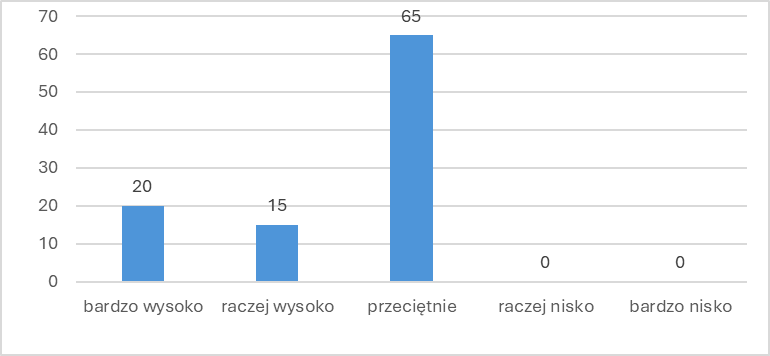 70
65
60
50
40
30
20
20
15
10
0
0
0
bardzo wysoko
raczej wysoko
przeciętnie
raczej nisko
bardzo nisko